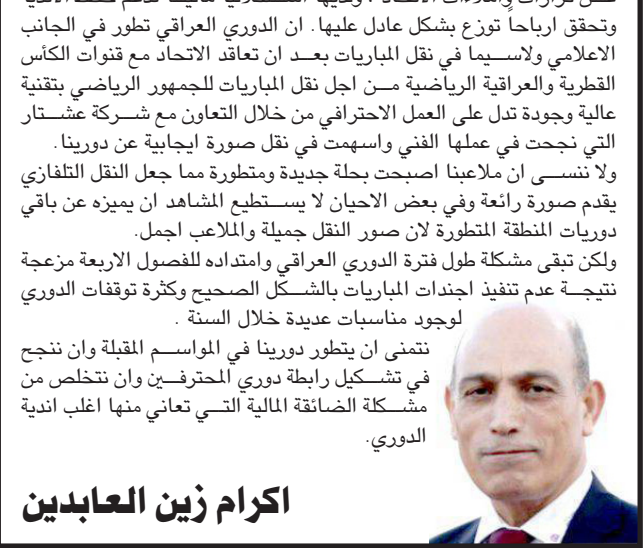 وتحقق ارباحاً توزع بشكل عادل عليها. ان الدوري العراقي تطور في الجانب
الاعلامي ولاسيما في نقل المباريات بعد ان تعاقد الاتحاد مع قنوات الكأس
القطرية والعراقية الرياضية من اجل نقل المباريات للجمهور الرياضي بتقنية
عالية وجودة تدل على العمل الاحترافي من خلال التعاون مع شركة عشتار
التي نجحت في عملها الفني واسهمت في نقل صورة ايجابية عن دورينا.
ولا ننسى ان ملاعبنا اصبحت بحلة جديدة ومتطورة مما جعل النقل التلفازي
يقدم صورة رائعة وفي بعض الاحيان لا يستطيع المشاهد ان يميزه عن باقي
دوريات المنطقة المتطورة لان صور النقل جميلة والملاعب اجمل.
ولكن تبقى مشكلة طول فترة الدوري العراقي وامتداده للفصول الاربعة مزعجة
نتيجة عدم تنفيذ اجندات المباريات بالشكل الصحيح وكثرة توقفات الدوري
لوجود مناسبات عديدة خلال السنة .
نتمنى ان يتطور دورينا في المواسم المقبلة وان ننجح
في تشكيل رابطة دوري المحترفين وان نتخلص من
مشكلة الضائقة المالية التي تعاني منها اغلب اندية
الدوري.
اكرام زين العابدين